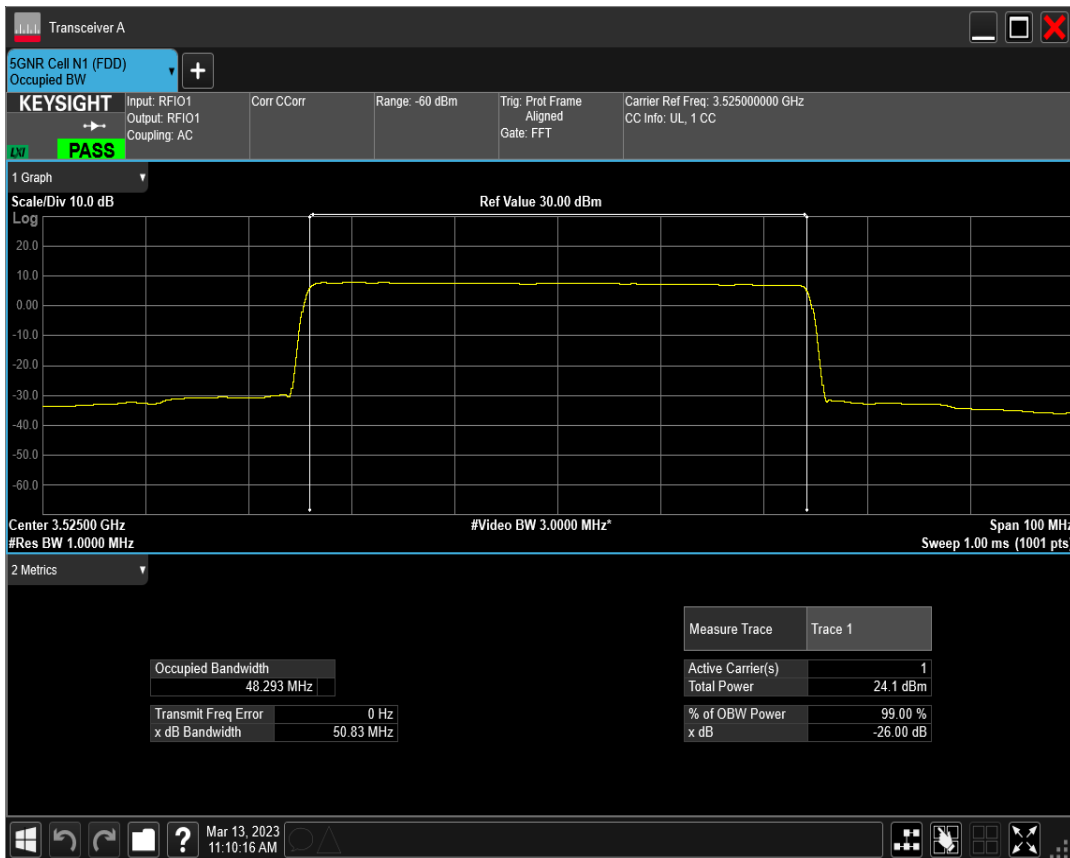 Transceiver A
5GNR Cell N1 (FDD)
Occupied BW
+
KEYSIGHT
LXI
PASS
Input: RFIO1
Output: RFIO1
Coupling: AC
Corr CCorr
Range: -60 dBm
Trig: Prot Frame
Aligned
Gate: FFT
Carrier Ref Freq: 3.525000000 GHz
CC Info: UL, 1 CC
1 Graph
Scale/Div 10.0 dB
Ref Value 30.00 dBm
Log
20.0
10.0
0.00
-10.0
-20.0
-30.0
-40.0
-50.0
-60.0
Center 3.52500 GHz
#Video BW 3.0000 MHz*
Span 100 MHz
#Res BW 1.0000 MHz
Sweep 1.00 ms (1001 pts)
2 Metrics
Measure Trace Trace 1
Occupied Bandwidth
48.293 MHz
Active Carrier(s) 1
Total Power 24.1 dBm
Transmit Freq Error 0 Hz
x dB Bandwidth 50.83 MHz
% of OBW Power 99.00 %
x dB -26.00 dB
?
Mar 13, 2023
11:10:16 AM